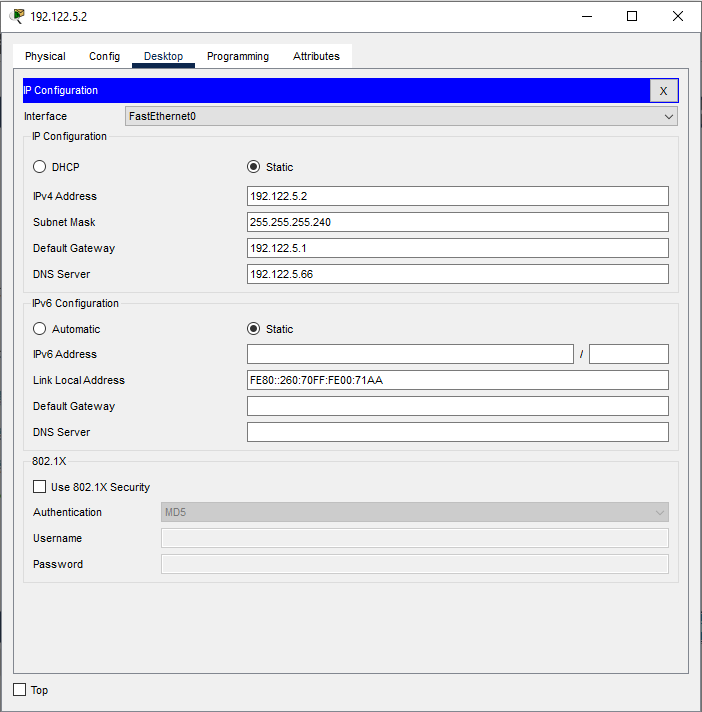 192.122.5.2
Physical Config Desktop Programming Attributes
IP Configuration X
Interface FastEthernet0
IP Configuration
DHCP Static
IPv4 Address 192.122.5.2
Subnet Mask 255.255.255.240
Default Gateway 192.122.5.1
DNS Server 192.122.5.66
IPv6 Configuration
Automatic Static
IPv6 Address /
Link Local Address FE80::260:70FF:FE00:71AA
Default Gateway
DNS Server
802.1X
Use 802.1X Security
Authentication MD5
Username
Password
Top